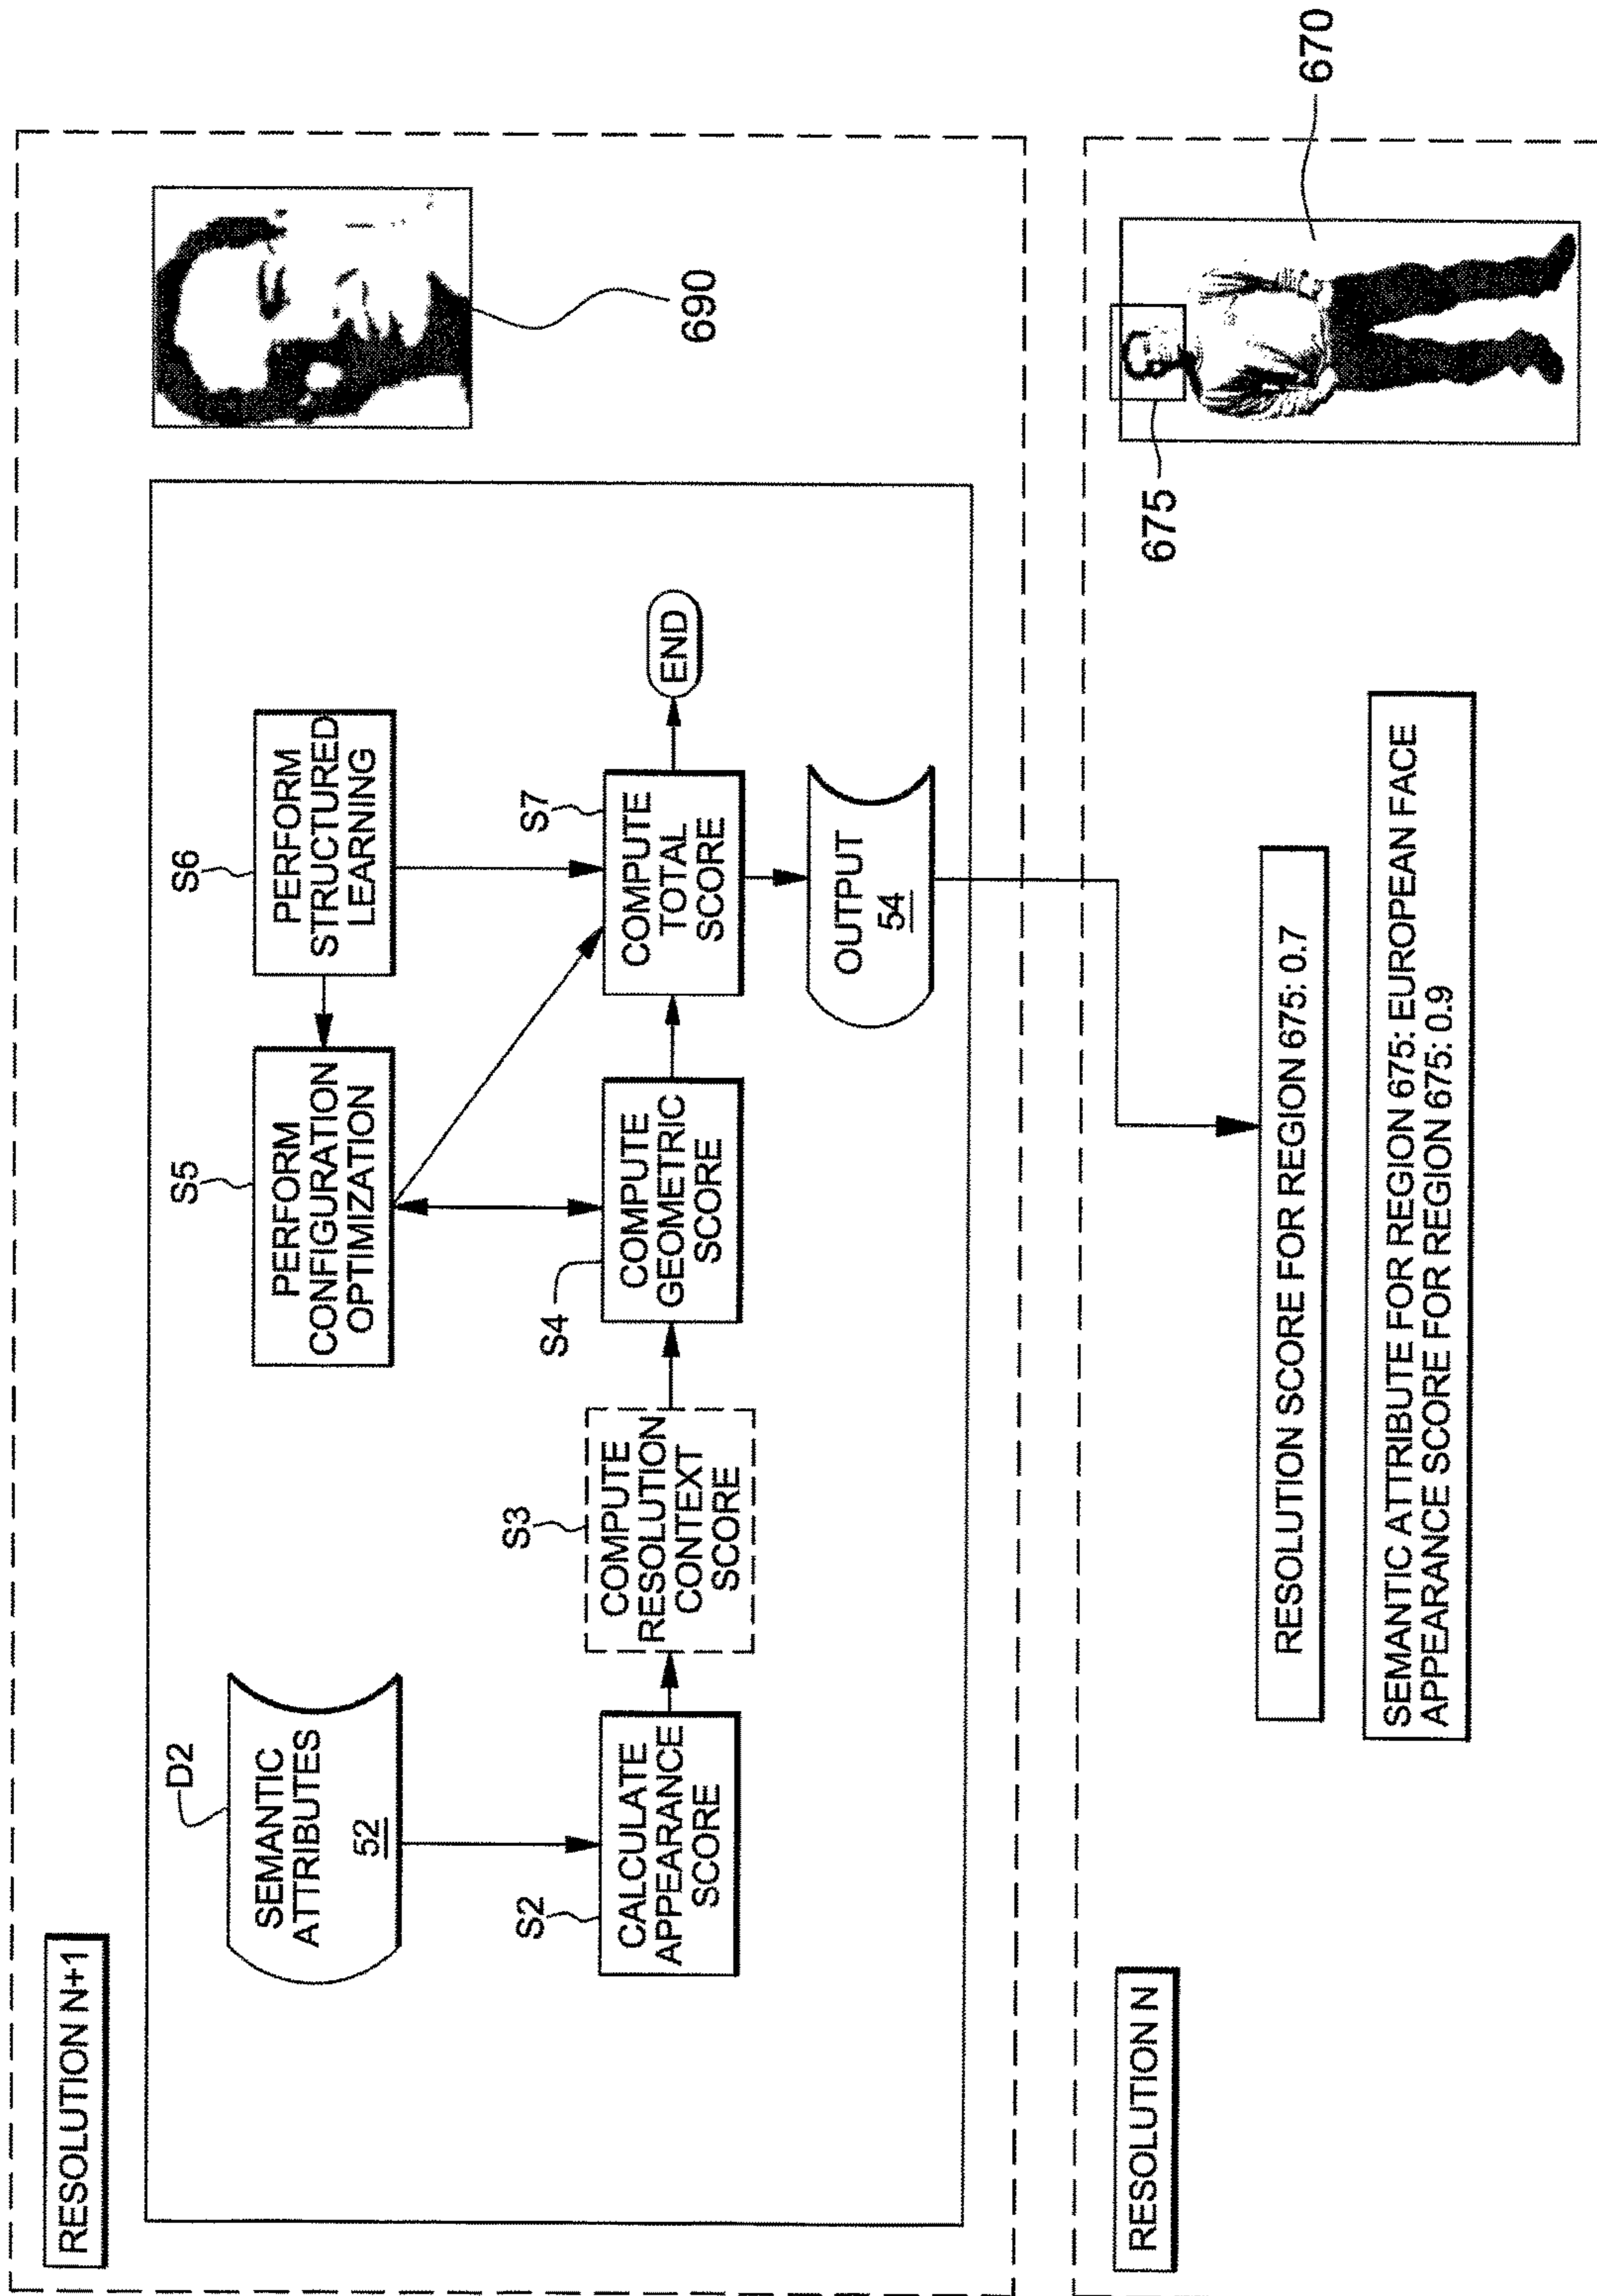 RESOLUTION N+1
D2
SEMANTIC
ATTRIBUTES
52
S2
CALCULATE
APPEARANCE
SCORE
S3
COMPUTE
RESOLUTION
CONTEXT
SCORE
S5
PERFORM
CONFIGURATION
OPTIMIZATION
S4
COMPUTE
GEOMETRIC
SCORE
S6
PERFORM
STRUCTURED
LEARNING
S7
COMPUTE
TOTAL
SCORE
END
OUTPUT
54
690
RESOLUTION N
RESOLUTION SCORE FOR REGION 675: 0.7
SEMANTIC ATTRIBUTE FOR REGION 675: EUROPEAN FACE
APPEARANCE SCORE FOR REGION 675: 0.9
675
670